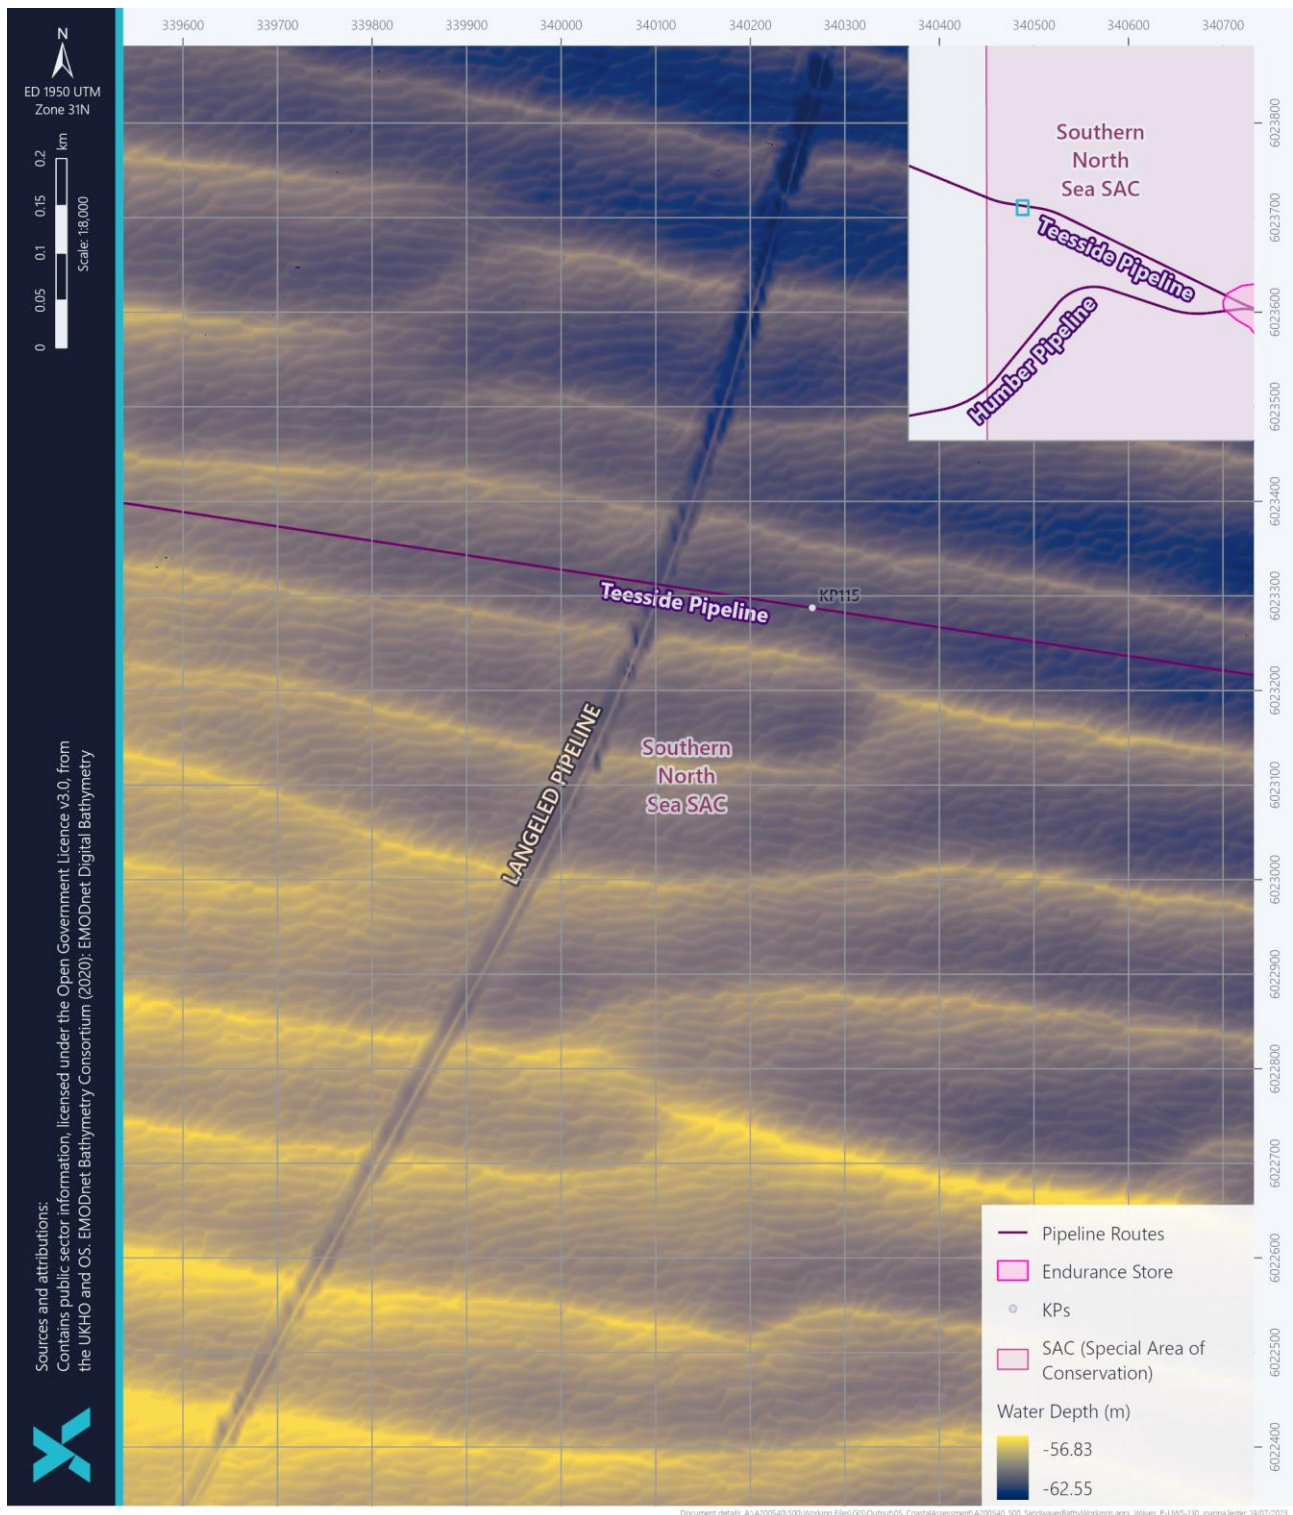 339600 339700 339800 339900 340000 340100 340200 340300 340400 340500 340600 340700
N
ED 1950 UTM
Zone 31N
0 0.05 0.1 0.15 0.2 km
Scale: 1:8,000
6023800
6023700
6023600
6023500
6023400
6023300
6023200
6023100
6023000
6022900
6022800
6022700
6022600
6022500
6022400
Southern
North
Sea SAC
Teesside Pipeline
Humber Pipeline
Teesside Pipeline
KP115
LANGELED PIPELINE
Southern
North
Sea SAC
Sources and attributions:
Contains public sector information, licensed under the Open Government Licence v3.0, from
the UKHO and OS. EMODnet Bathymetry Consortium (2020): EMODnet Digital Bathymetry
Pipeline Routes
Endurance Store
KPs
SAC (Special Area of
Conservation)
Water Depth (m)
-56.83
-62.55